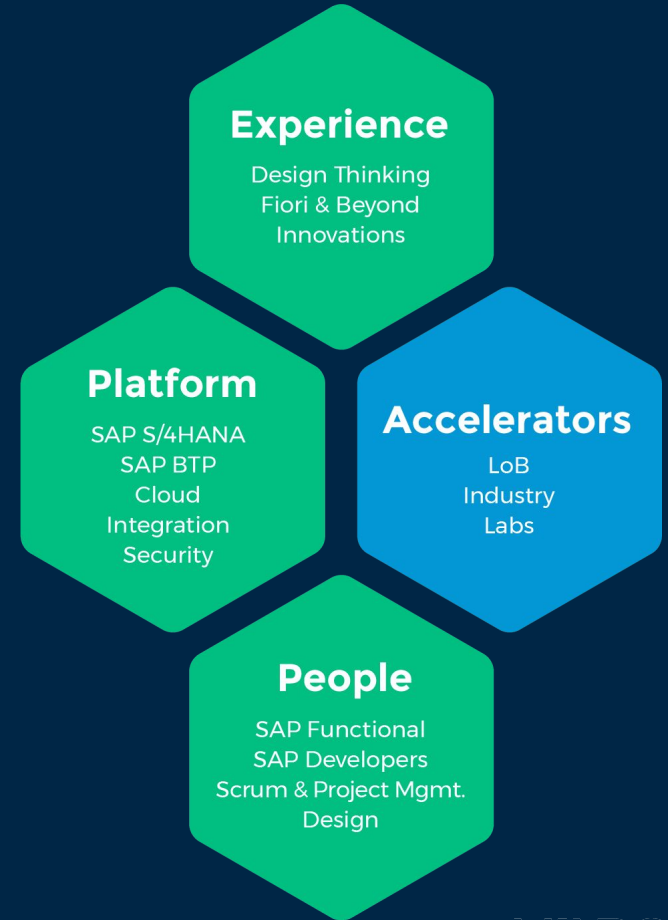 Experience
Design Thinking
Fiori & Beyond
Innovations
Platform
SAP S/4HANA
SAP BTP
Cloud
Integration
Security
Accelerators
LoB
Industry
Labs
People
SAP Functional
SAP Developers
Scrum & Project Mgmt.
Design